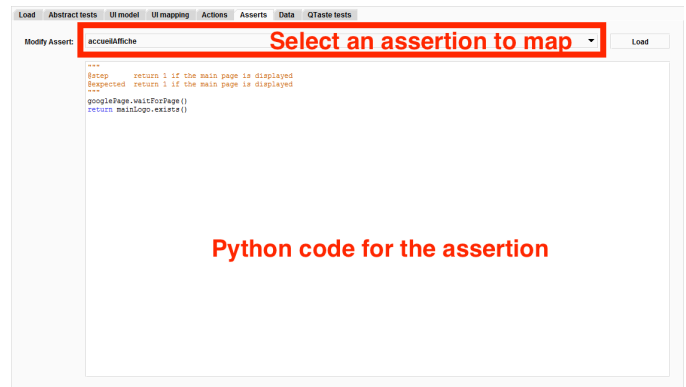 Load Abstract tests UI model UI mapping Actions Asserts Data QTaste tests
Modify Assert: accueilAffiche Select an assertion to map Load
"""
@step return 1 if the main page is displayed
@expected return 1 if the main page is displayed
"""
googlePage.waitForPage()
return mainLogo.exists()
Python code for the assertion